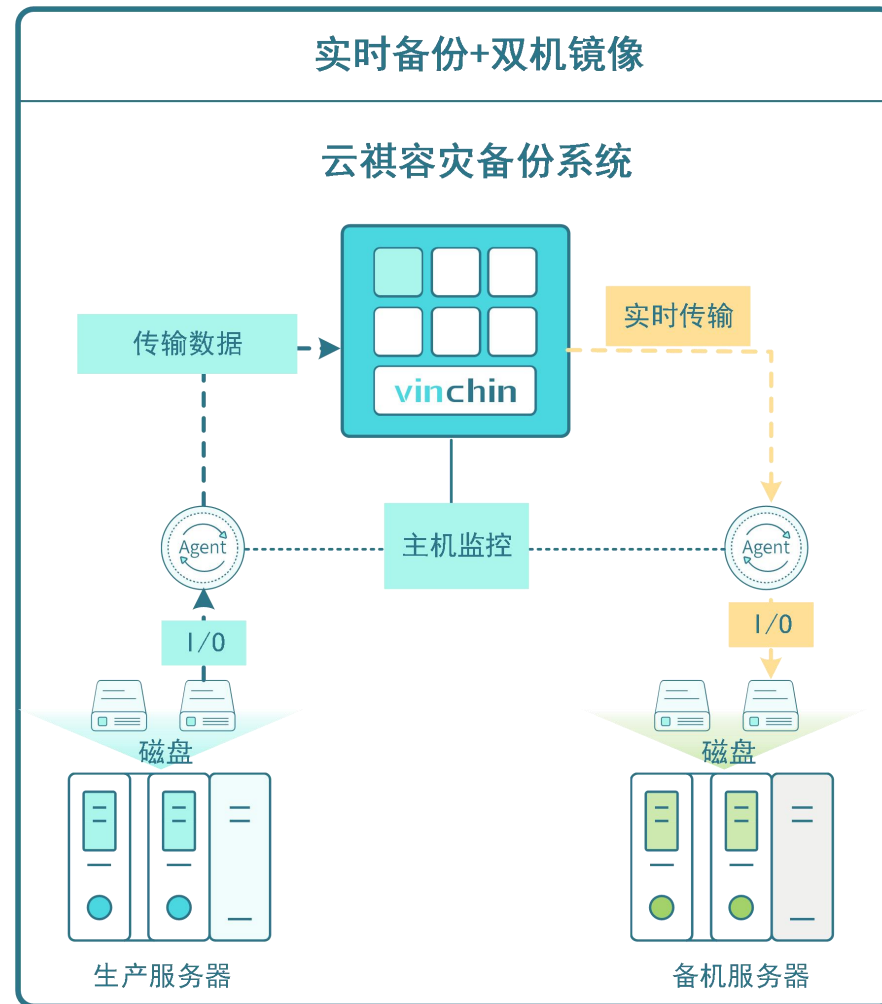 实时备份+双机镜像
云祺容灾备份系统
传输数据
实时传输
vinchin
主机监控
Agent
Agent
I/O
I/O
磁盘
磁盘
生产服务器
备机服务器